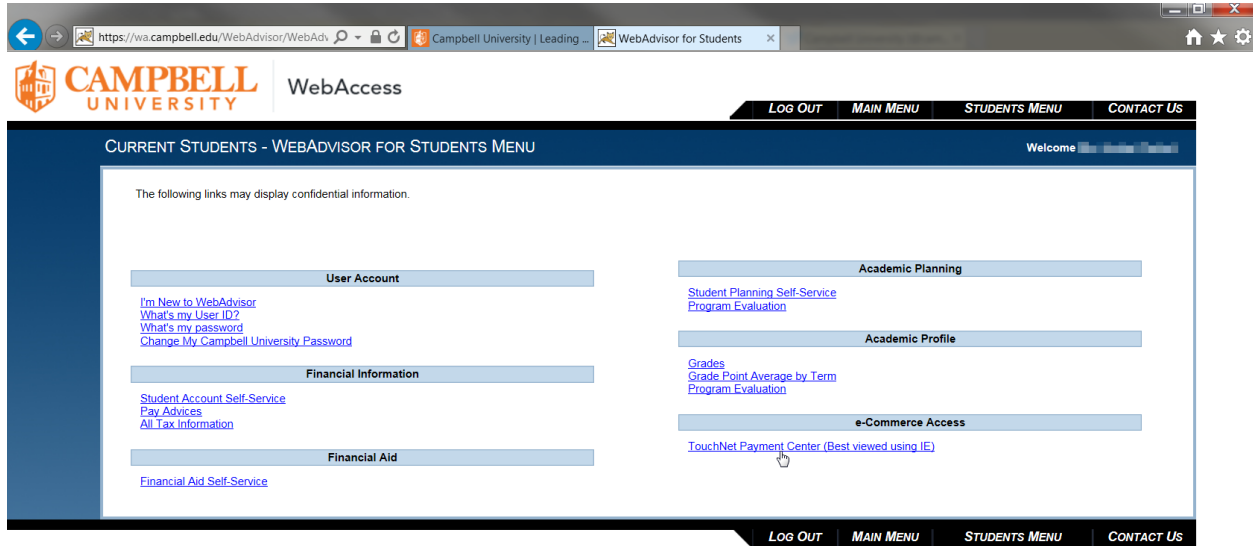 https://wa.campbell.edu/WebAdvisor/WebAdv
Campbell University | Leading ...
WebAdvisor for Students
CAMPBELL
UNIVERSITY
WebAccess
LOG OUT MAIN MENU STUDENTS MENU CONTACT US
CURRENT STUDENTS - WEBADVISOR FOR STUDENTS MENU
Welcome
The following links may display confidential information.
User Account
I'm New to WebAdvisor
What's my User ID?
What's my password
Change My Campbell University Password
Financial Information
Student Account Self-Service
Pay Advices
All Tax Information
Financial Aid
Financial Aid Self-Service
Academic Planning
Student Planning Self-Service
Program Evaluation
Academic Profile
Grades
Grade Point Average by Term
Program Evaluation
e-Commerce Access
TouchNet Payment Center (Best viewed using IE)
LOG OUT MAIN MENU STUDENTS MENU CONTACT US